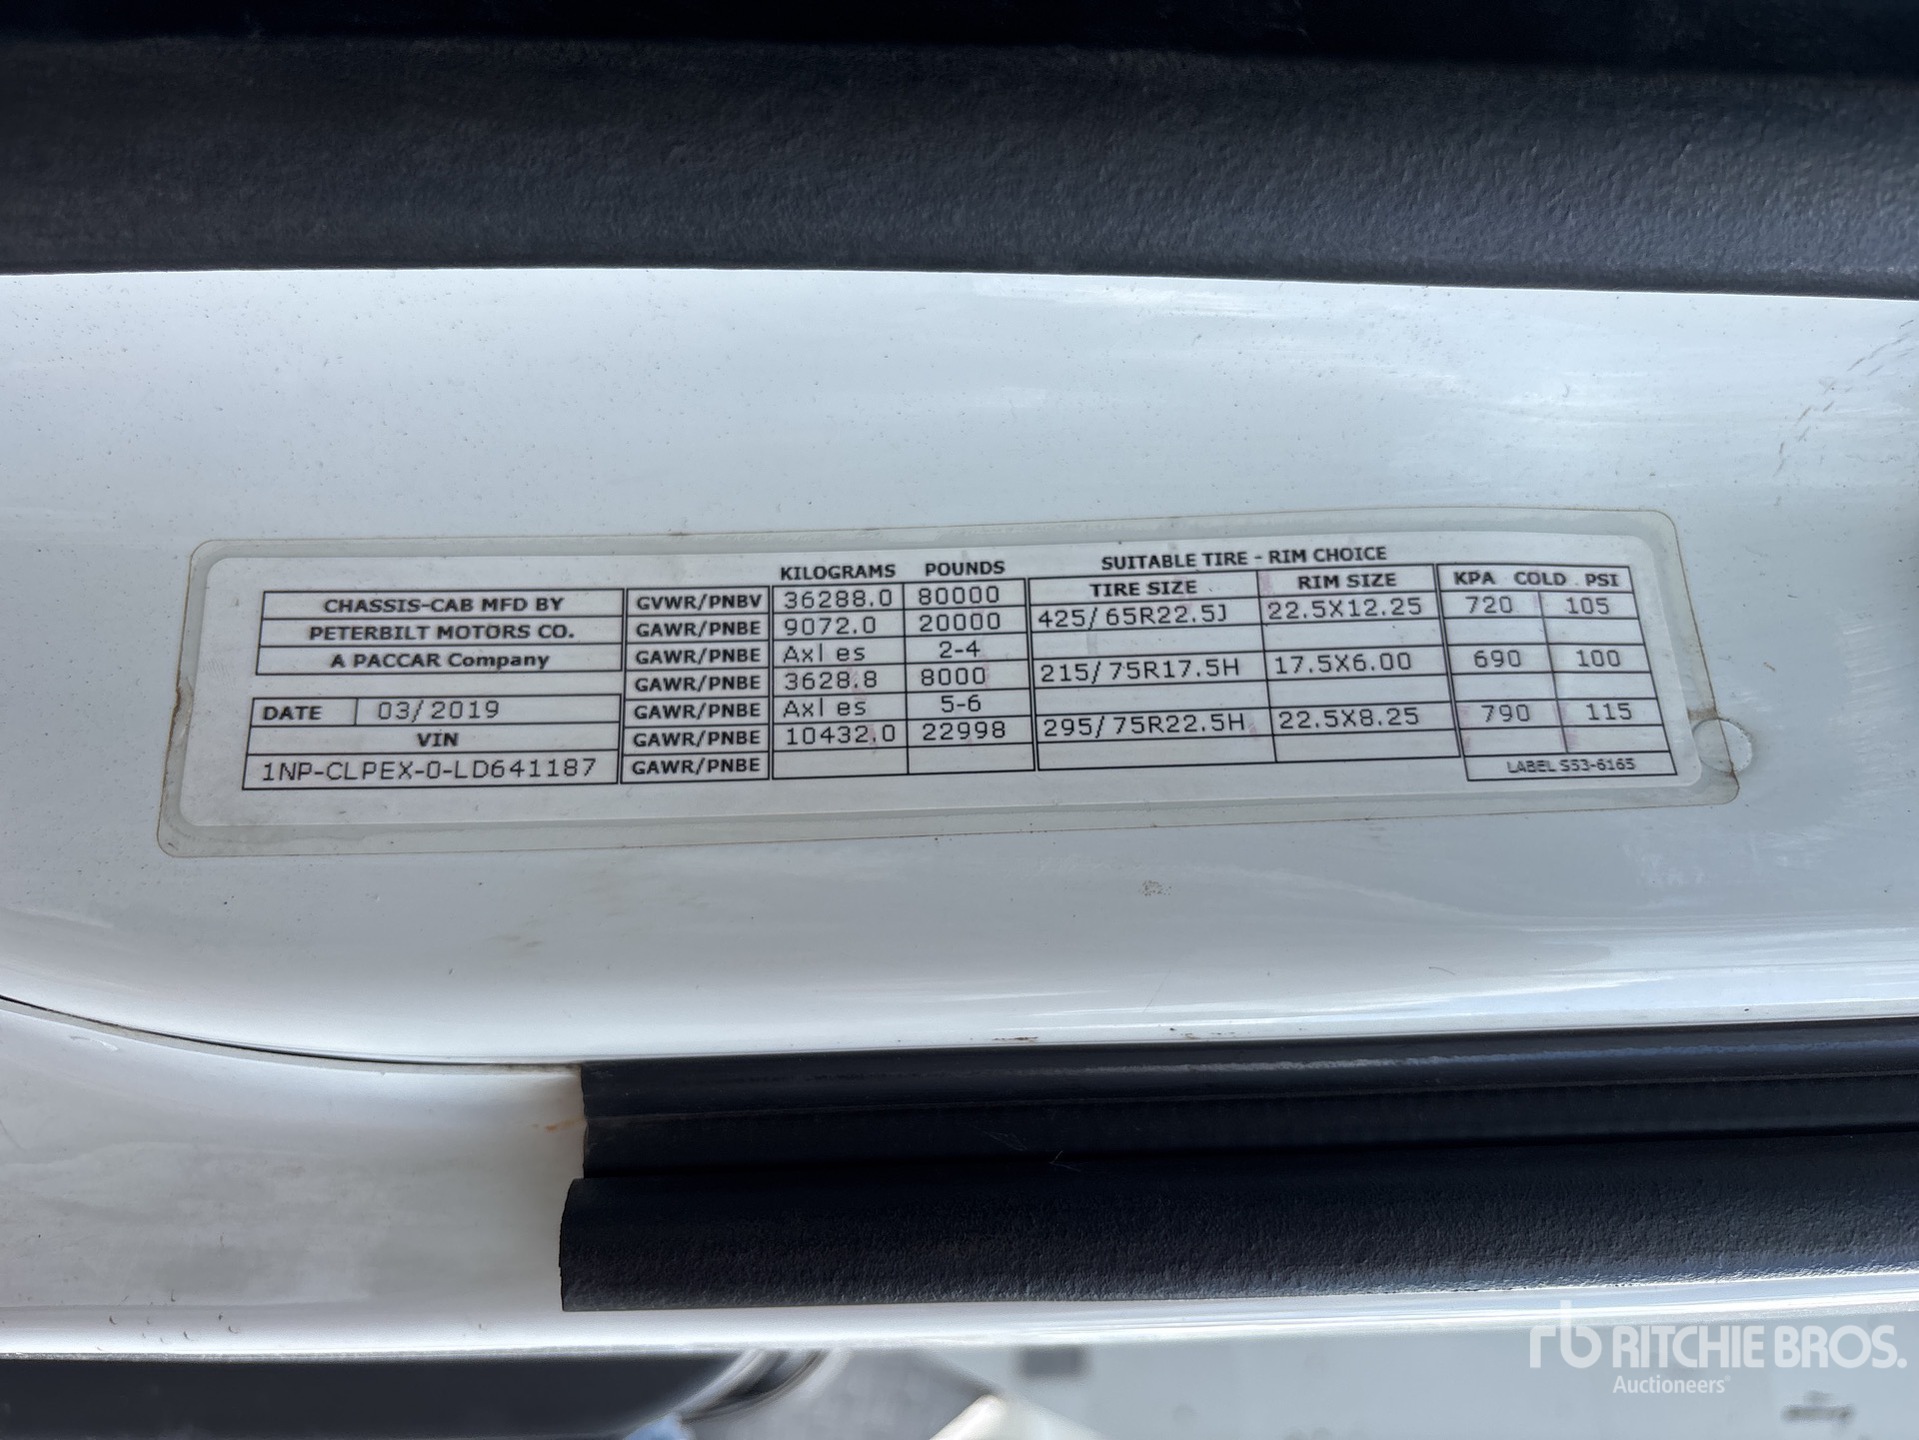 KILOGRAMS POUNDS SUITABLE TIRE - RIM CHOICE
CHASSIS-CAB MFD BY GVWR/PNBV 36288.0 80000 TIRE SIZE RIM SIZE KPA COLD PSI
PETERBILT MOTORS CO. GAWR/PNBE 9072.0 20000 425/65R22.5J 22.5X12.25 720 105
A PACCAR Company GAWR/PNBE Axles 2-4
GAWR/PNBE 3628.8 8000 215/75R17.5H 17.5X6.00 690 100
DATE 03/2019 GAWR/PNBE Axles 5-6
VIN GAWR/PNBE 10432.0 22998 295/75R22.5H 22.5X8.25 790 115
1NP-CLPEX-0-LD641187 GAWR/PNBE LABEL S53-6165
rb RITCHIE BROS.
Auctioneers